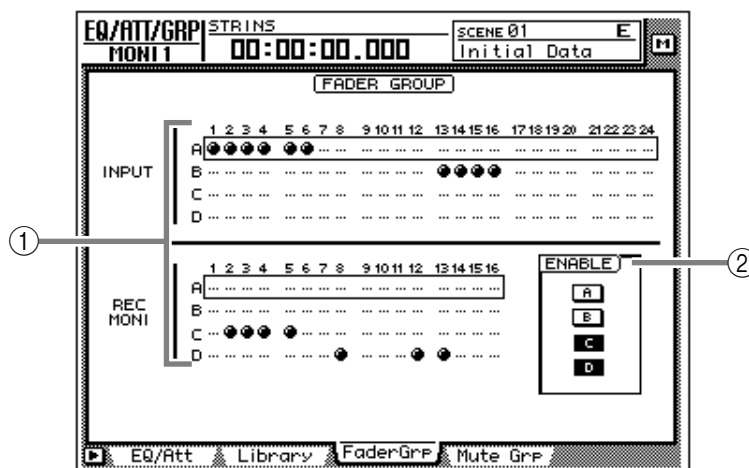 EQ/ATT/GRP STRINS SCENE 01 E
MONI 1 00:00:00.000 Initial Data M
FADER GROUP
1 2 3 4 5 6 7 8 9 10 11 12 13 14 15 16 17 18 19 20 21 22 23 24
A
INPUT B
C
D
1 2
1 2 3 4 5 6 7 8 9 10 11 12 13 14 15 16 ENABLE
A A
REC MONI B B
C C
D D
EQ/Att Library FaderGrp Mute Grp